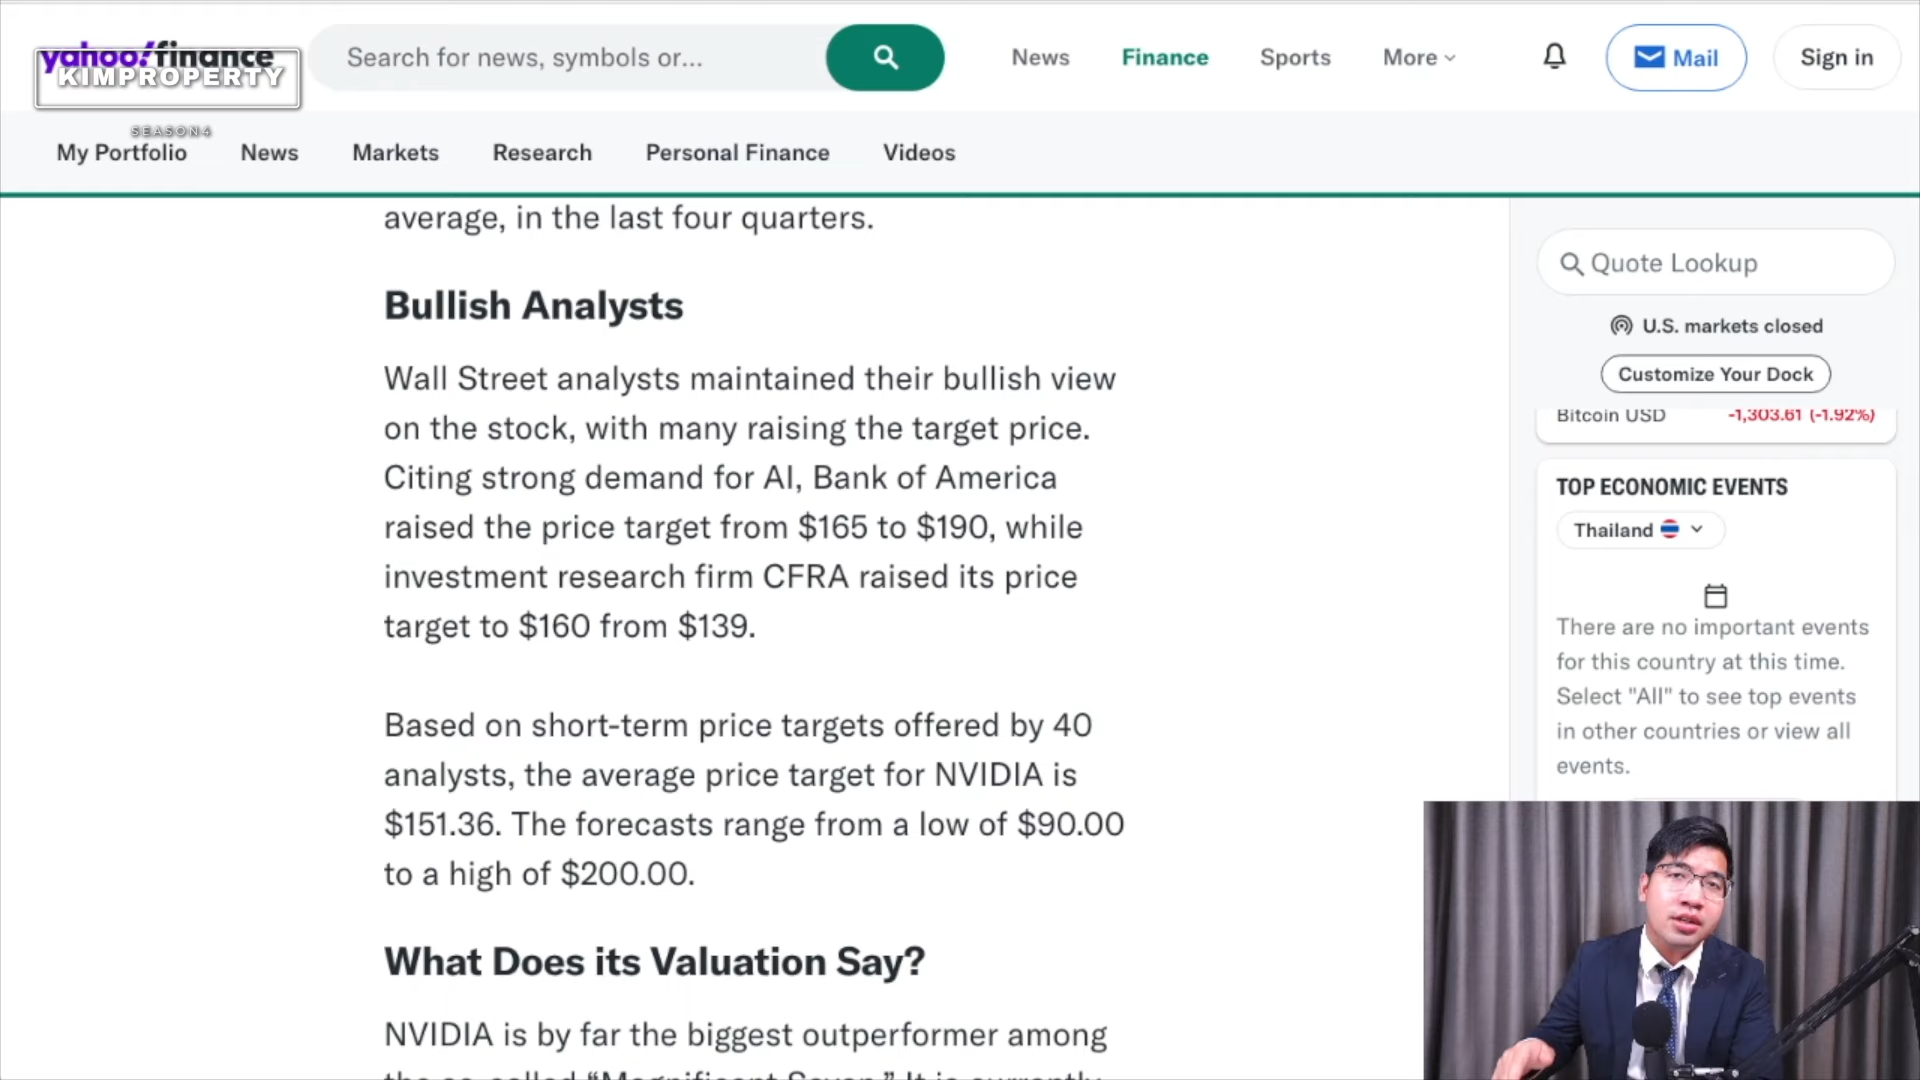 yahoo!finance
KIMPROPERTY
SEASON4
Search for news, symbols or...
News
Finance
Sports
More
Mail
Sign in
My Portfolio
News
Markets
Research
Personal Finance
Videos
average, in the last four quarters.
Bullish Analysts
Wall Street analysts maintained their bullish view
on the stock, with many raising the target price.
Citing strong demand for AI, Bank of America
raised the price target from $165 to $190, while
investment research firm CFRA raised its price
target to $160 from $139.
Based on short-term price targets offered by 40
analysts, the average price target for NVIDIA is
$151.36. The forecasts range from a low of $90.00
to a high of $200.00.
What Does its Valuation Say?
NVIDIA is by far the biggest outperformer among
the so-called “Magnificent Seven.” It is currently
Quote Lookup
U.S. markets closed
Customize Your Dock
Bitcoin USD -1,303.61 (-1.92%)
TOP ECONOMIC EVENTS
Thailand
There are no important events
for this country at this time.
Select "All" to see top events
in other countries or view all
events.